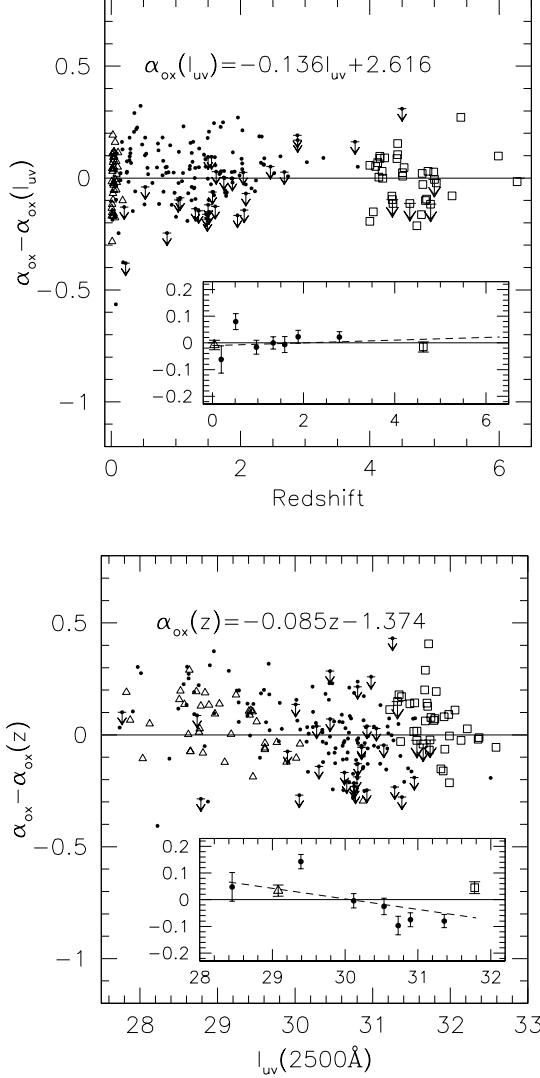 α_ox(l_uv)=−0.136l_uv+2.616
α_ox−α_ox(l_uv)
0.5
0
−0.5
−1
0.2
0.1
0
−0.1
−0.2
0 2 4 6
0 2 4 6
Redshift
α_ox(z)=−0.085z−1.374
α_ox−α_ox(z)
0.5
0
−0.5
−1
0.2
0.1
0
−0.1
−0.2
28 29 30 31 32
28 29 30 31 32 33
l_uv(2500Å)